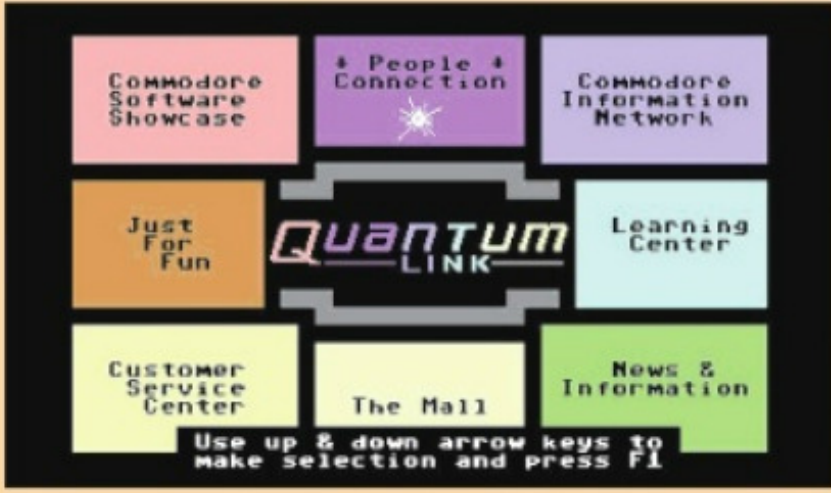 Commodore
Software
Showcase
People
Connection
Commodore
Information
Network
Just
For
Fun
Quantum
LINK
Learning
Center
Customer
Service
Center
The Mall
News &
Information
Use up & down arrow keys to
make selection and press F1